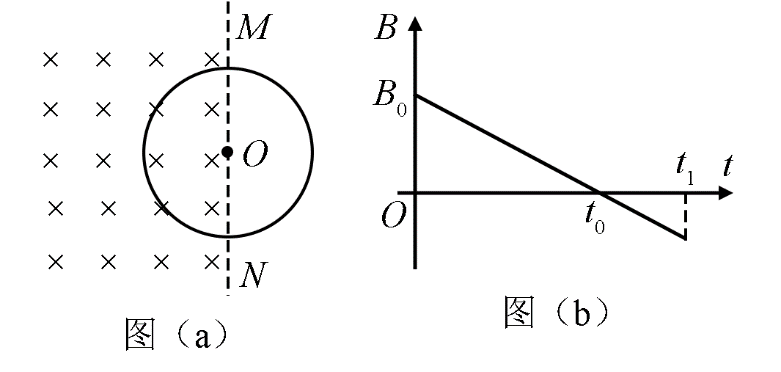 M
O
N
图（a）
B
B₀
O
t₀
t₁
t
图（b）